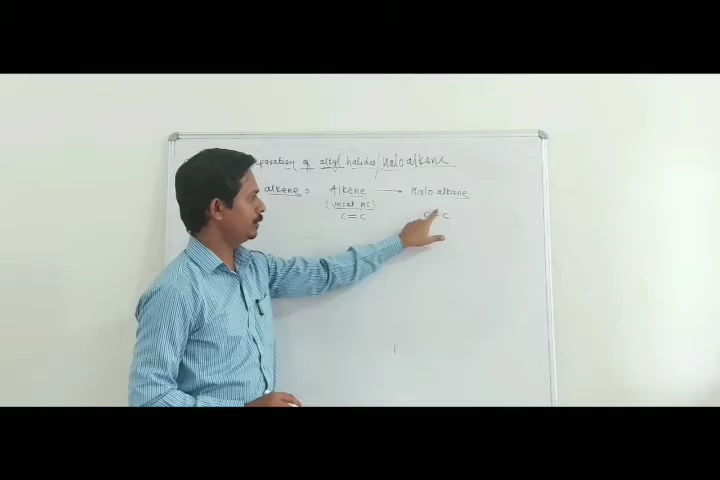 eparation of alkyl halides/Haloalkane
alkene : Alkene → Haloalkane
(Unsat HC)
C=C C-C